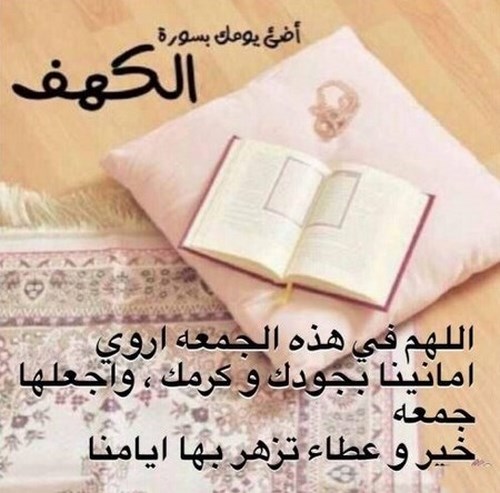 أضئ يومك بسورة
الكهف
اللهم في هذه الجمعه اروي
امانينا بجودك و كرمك ، واجعلها
جمعه
خير و عطاء تزهر بها ايامنا